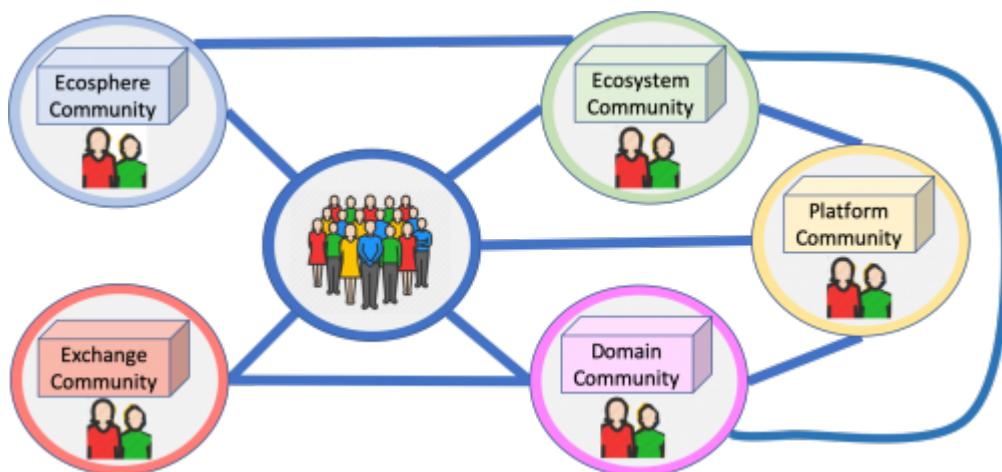 Ecosphere
Community
Ecosystem
Community
Platform
Community
Exchange
Community
Domain
Community